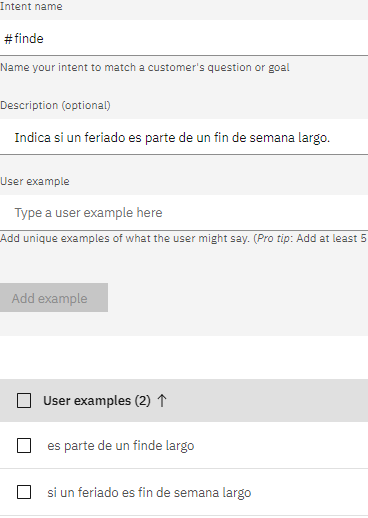 Intent name
#finde
Name your intent to match a customer's question or goal
Description (optional)
Indica si un feriado es parte de un fin de semana largo.
User example
Type a user example here
Add unique examples of what the user might say. (Pro tip: Add at least 5
Add example
User examples (2) ↑
es parte de un finde largo
si un feriado es fin de semana largo